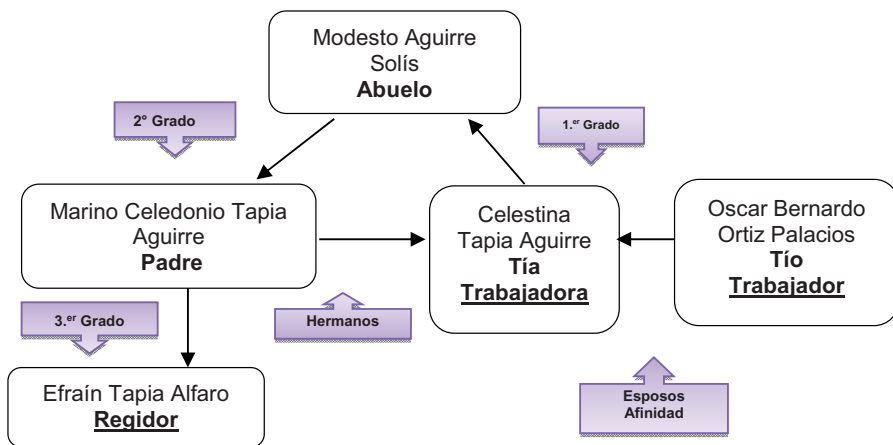 Modesto Aguirre
Solís
Abuelo
2º Grado
1.er Grado
Marino Celedonio Tapia
Aguirre
Padre
Celestina
Tapia Aguirre
Tía
Trabajadora
Oscar Bernardo
Ortiz Palacios
Tío
Trabajador
3.er Grado
Hermanos
Efraín Tapia Alfaro
Regidor
Esposos
Afinidad